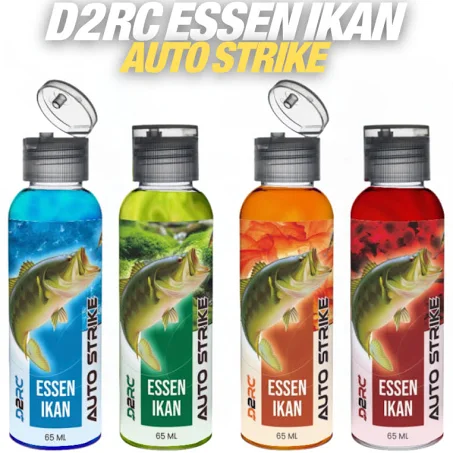 D2RC ESSEN IKAN
AUTO STRIKE
D2RC
ESSEN
IKAN
AUTO STRIKE
65 ML
D2RC
ESSEN
IKAN
AUTO STRIKE
65 ML
D2RC
ESSEN
IKAN
AUTO STRIKE
65 ML
D2RC
ESSEN
IKAN
AUTO STRIKE
65 ML